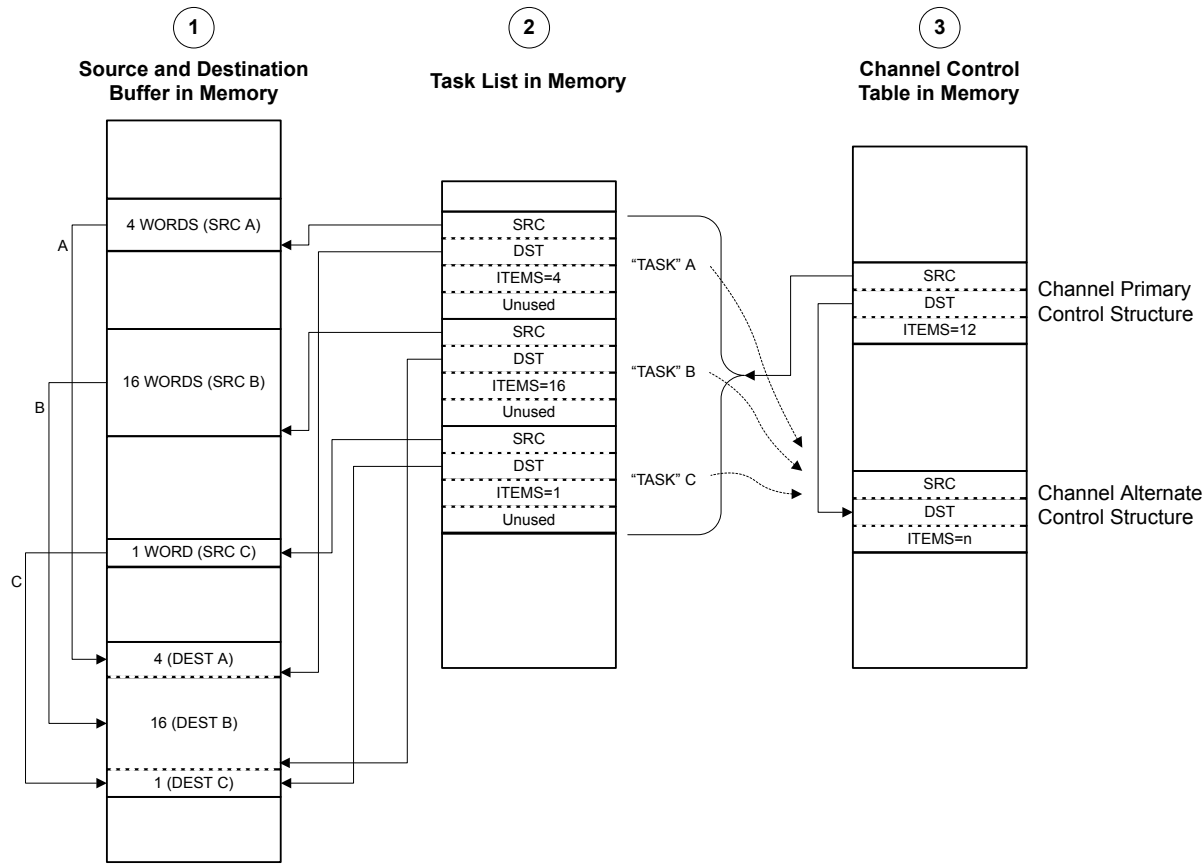 1
Source and Destination
Buffer in Memory
4 WORDS (SRC A)
A
16 WORDS (SRC B)
B
1 WORD (SRC C)
C
4 (DEST A)
16 (DEST B)
1 (DEST C)
2
Task List in Memory
SRC
DST
ITEMS=4
Unused
SRC
DST
ITEMS=16
Unused
SRC
DST
ITEMS=1
Unused
“TASK” A
“TASK” B
“TASK” C
3
Channel Control
Table in Memory
SRC
DST
ITEMS=12
Channel Primary
Control Structure
SRC
DST
ITEMS=n
Channel Alternate
Control Structure